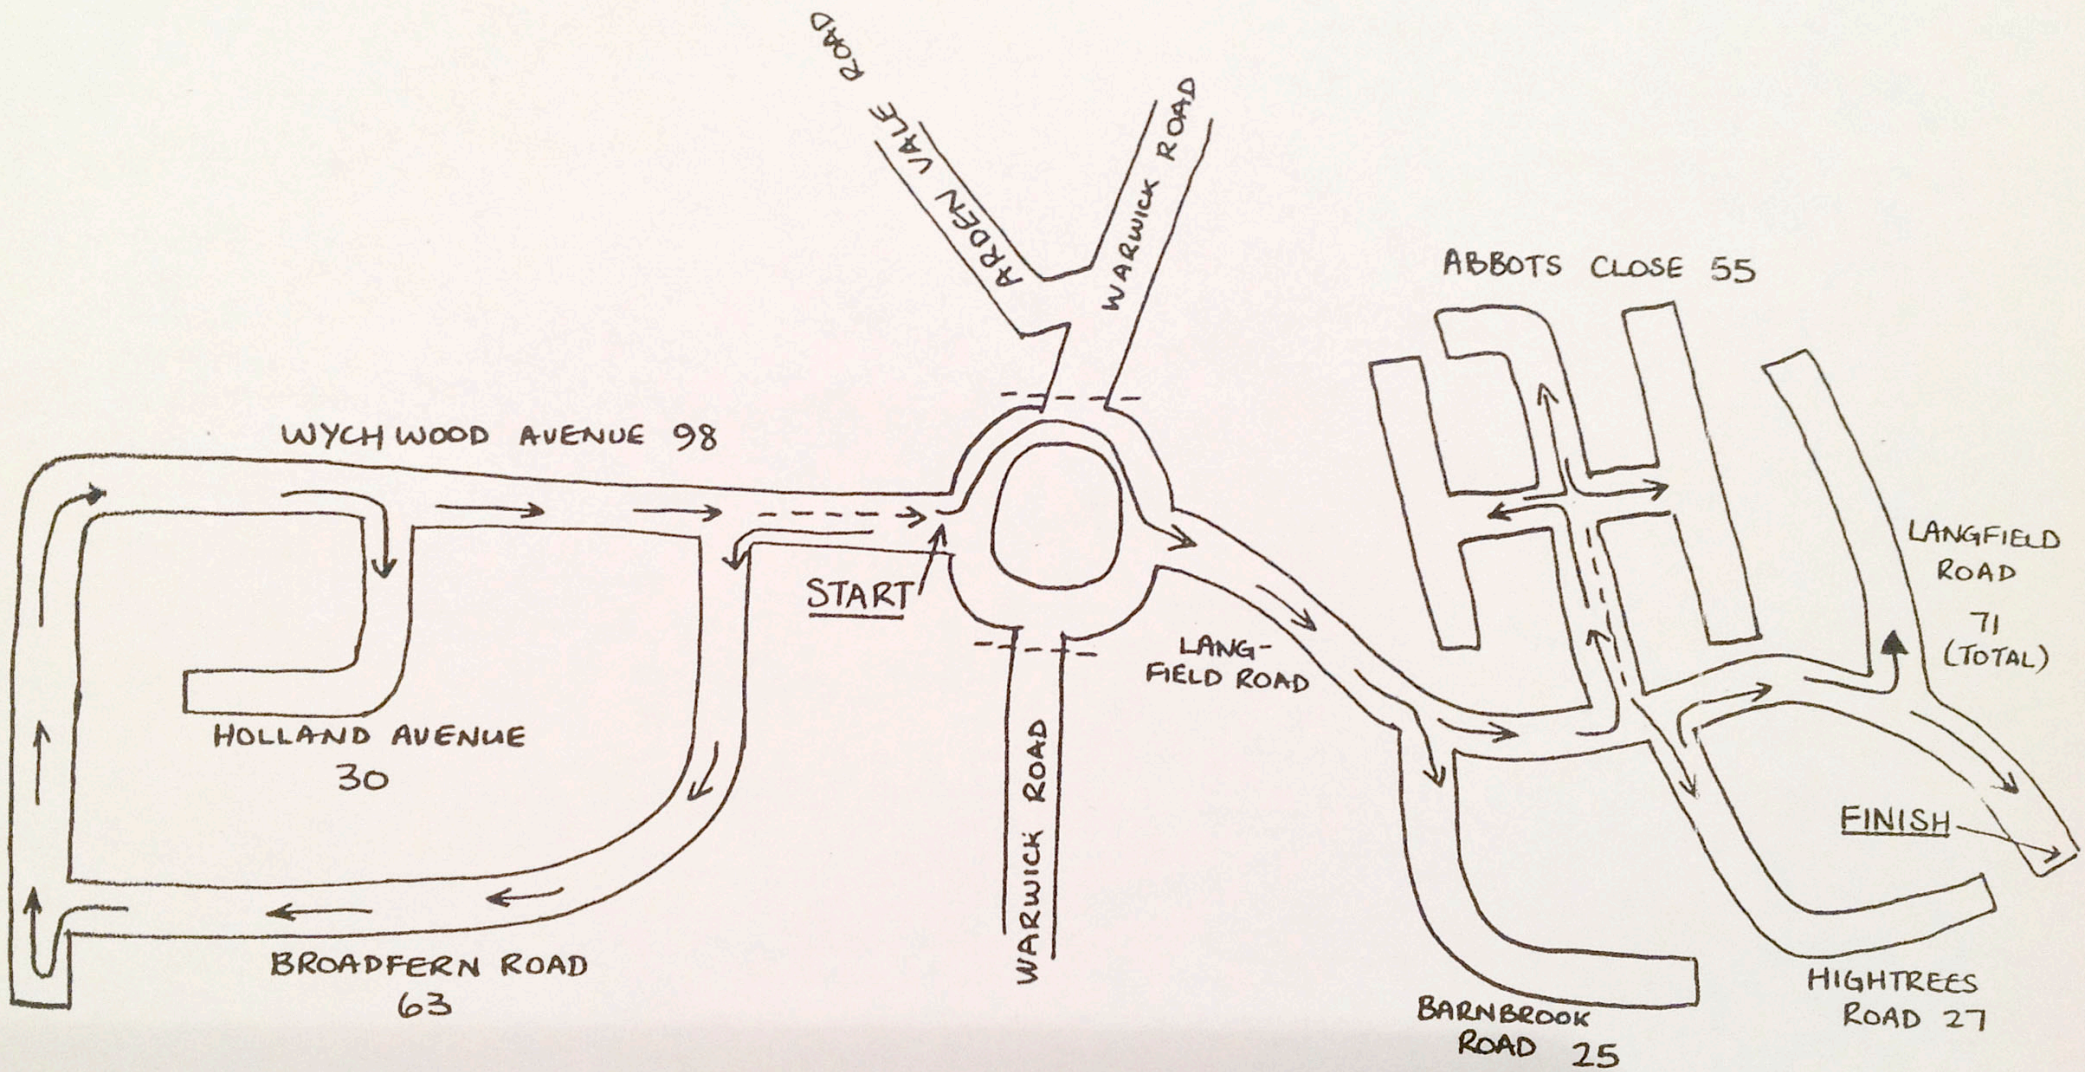 ARDEN VALE ROAD
WARWICK ROAD
ABBOTS CLOSE 55
WYCHWOOD AVENUE 98
START
LANGFIELD
ROAD
71
(TOTAL)
LANG-
FIELD ROAD
HOLLAND AVENUE
30
WARWICK ROAD
FINISH
BROADFERN ROAD
63
BARNBROOK
ROAD 25
HIGHTREES
ROAD 27